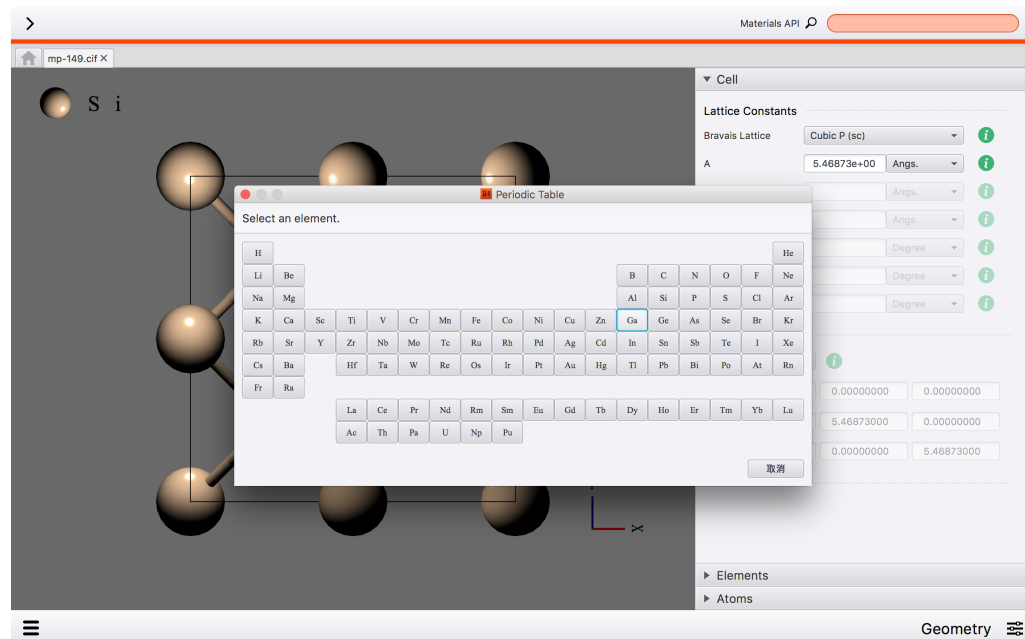 Materials API
mp-149.cif ×
S i
Cell
Lattice Constants
Bravais Lattice Cubic P (sc) i
A 5.46873e+00 Angs. i
Angs. i
Angs. i
Degree i
Degree i
Degree i
i
0.00000000 0.00000000
5.46873000 0.00000000
0.00000000 5.46873000
Elements
Atoms
Periodic Table
Select an element.
H He
Li Be B C N O F Ne
Na Mg Al Si P S Cl Ar
K Ca Sc Ti V Cr Mn Fe Co Ni Cu Zn Ga Ge As Se Br Kr
Rb Sr Y Zr Nb Mo Tc Ru Rh Pd Ag Cd In Sn Sb Te I Xe
Cs Ba Hf Ta W Re Os Ir Pt Au Hg Tl Pb Bi Po At Rn
Fr Ra
La Ce Pr Nd Rm Sm Eu Gd Tb Dy Ho Er Tm Yb Lu
Ac Th Pa U Np Pu
取消
X
Geometry